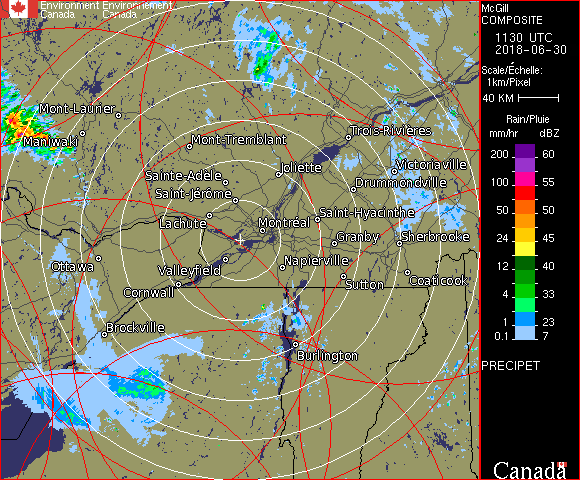 Environment Environnement
Canada Canada
McGill
COMPOSITE
1130 UTC
2018-06-30
Scale/Échelle:
1km/Pixel
40 KM
Rain/Pluie
mm/hr dBZ
200 60
100 55
50 50
24 45
12 40
4 33
1 23
0.1 7
PRECIPET
Canada
Mont-Laurier
Maniwaki
Mont-Tremblant
Trois-Rivières
Joliette
Victoriaville
Sainte-Adèle
Drummondville
Saint-Jérôme
Saint-Hyacinthe
Lachute
Montréal
Granby
Sherbrooke
Ottawa
Valleyfield
Napierville
Sutton
Coaticook
Cornwall
Brockville
Burlington